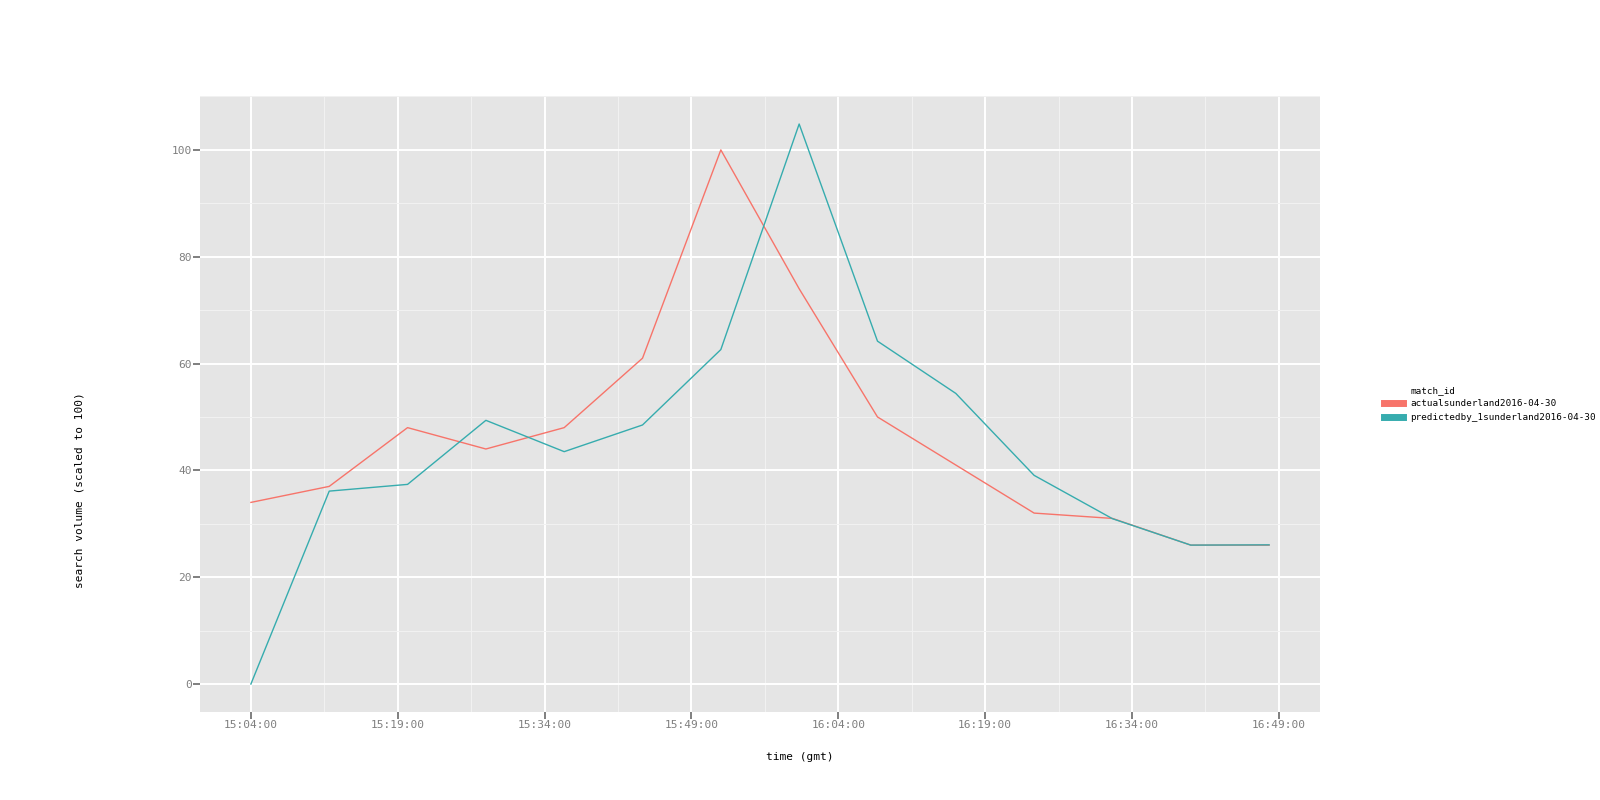 100
80
60
40
20
0
search volume (scaled to 100)
15:04:00 15:19:00 15:34:00 15:49:00 16:04:00 16:19:00 16:34:00 16:49:00
time (gmt)
match_id
actualsunderland2016-04-30
predictedby_1sunderland2016-04-30